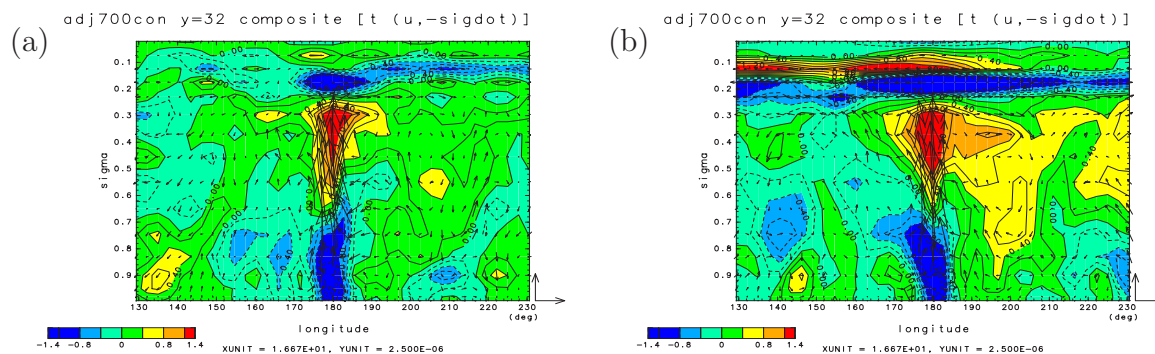 (a)
adj700con y=32 composite [t (u,-sigdot)]
0.1
0.2
0.3
0.4
0.5
0.6
0.7
0.8
0.9
sigma
130 140 150 160 170 180 190 200 210 220 230
(deg)
longitude
-1.4 -0.8 0 0.8 1.4
XUNIT = 1.667E+01, YUNIT = 2.500E-06
(b)
adj700con y=32 composite [t (u,-sigdot)]
0.1
0.2
0.3
0.4
0.5
0.6
0.7
0.8
0.9
sigma
130 140 150 160 170 180 190 200 210 220 230
(deg)
longitude
-1.4 -0.8 0 0.8 1.4
XUNIT = 1.667E+01, YUNIT = 2.500E-06